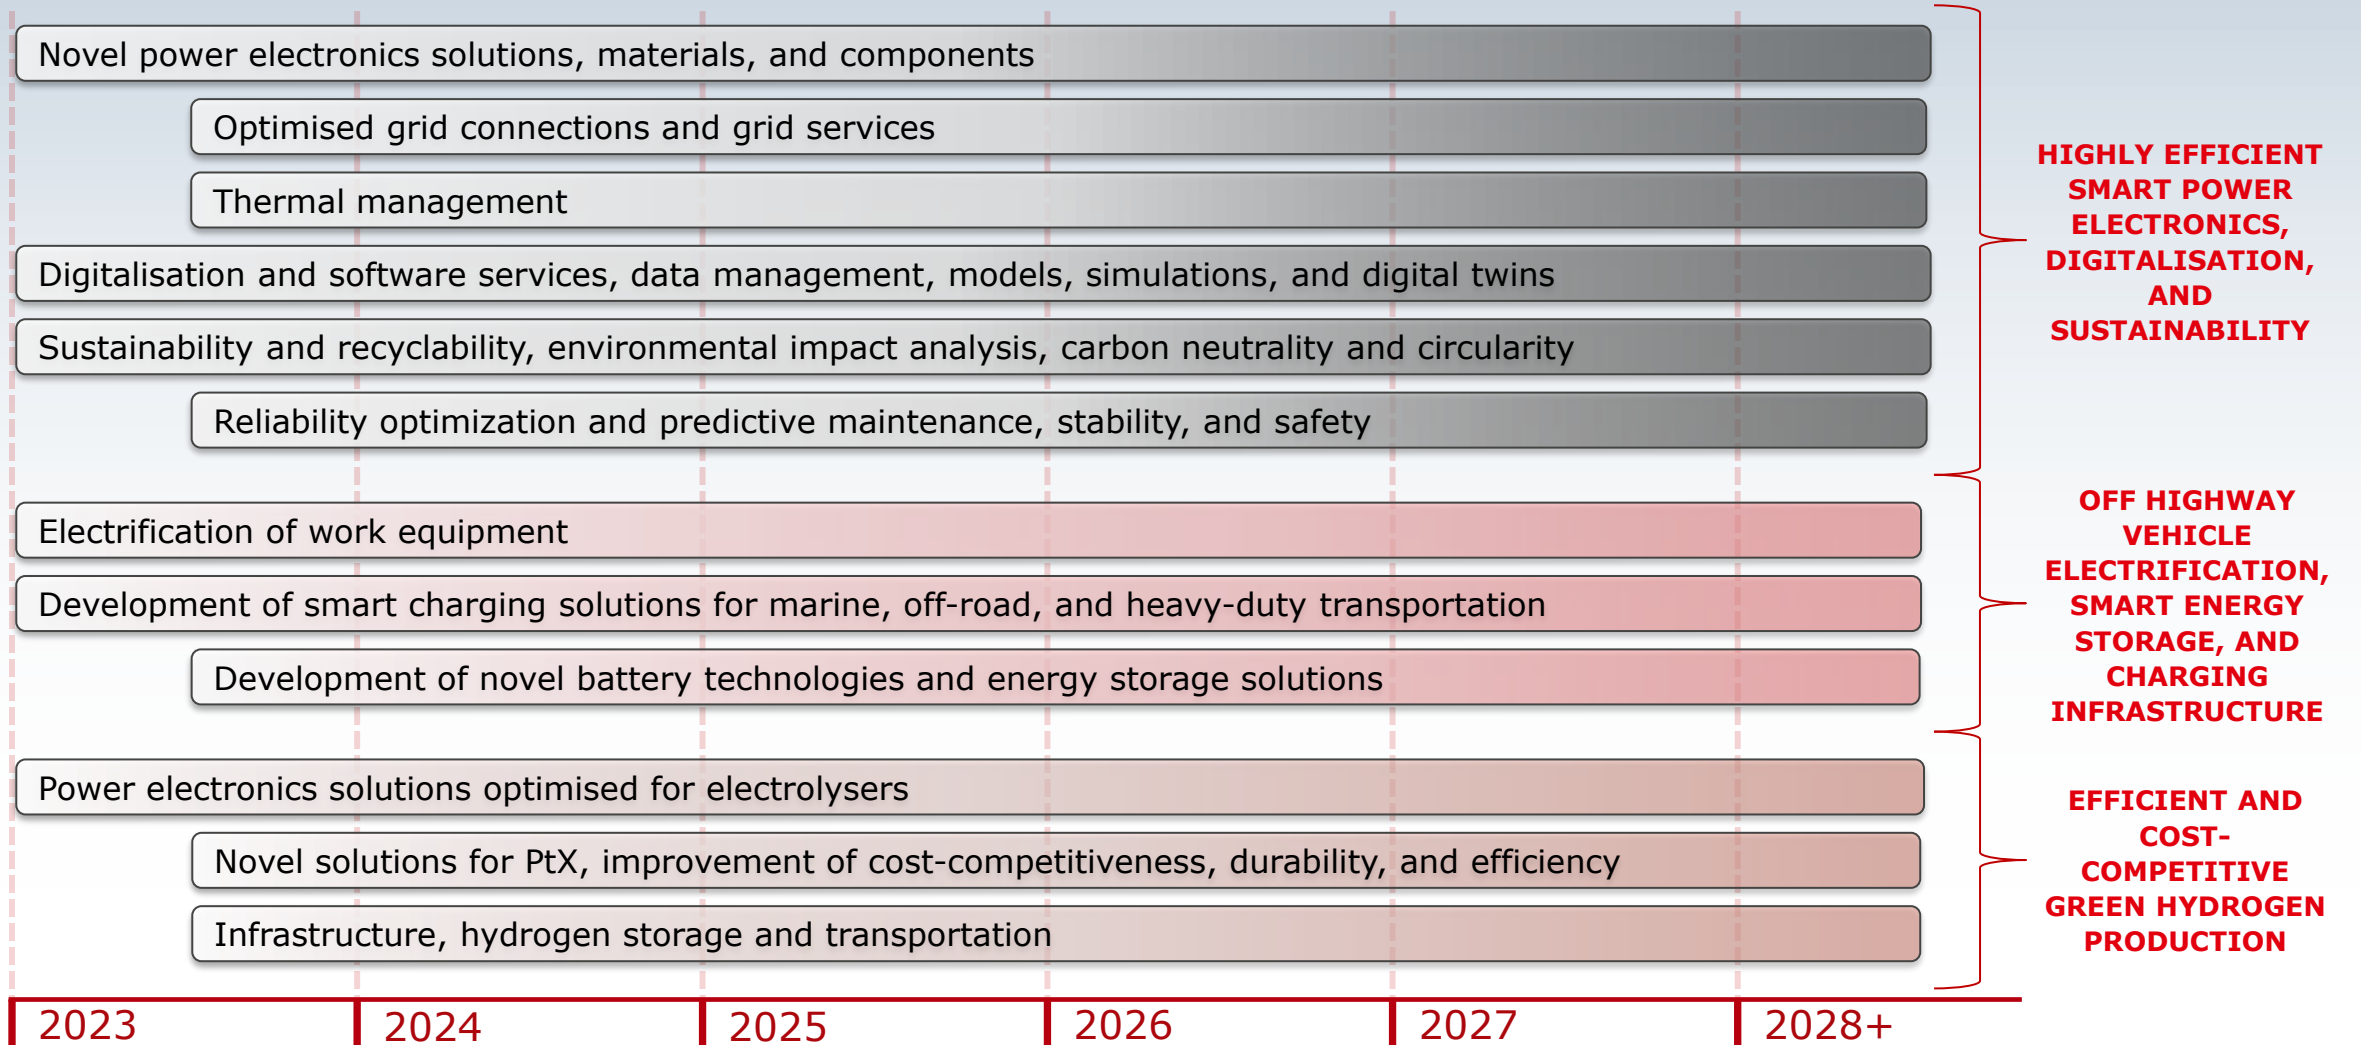 Novel power electronics solutions, materials, and components
Optimised grid connections and grid services
Thermal management
Digitalisation and software services, data management, models, simulations, and digital twins
Sustainability and recyclability, environmental impact analysis, carbon neutrality and circularity
Reliability optimization and predictive maintenance, stability, and safety
HIGHLY EFFICIENT
SMART POWER
ELECTRONICS,
DIGITALISATION,
AND
SUSTAINABILITY
Electrification of work equipment
Development of smart charging solutions for marine, off-road, and heavy-duty transportation
Development of novel battery technologies and energy storage solutions
OFF HIGHWAY
VEHICLE
ELECTRIFICATION,
SMART ENERGY
STORAGE, AND
CHARGING
INFRASTRUCTURE
Power electronics solutions optimised for electrolysers
Novel solutions for PtX, improvement of cost-competitiveness, durability, and efficiency
Infrastructure, hydrogen storage and transportation
EFFICIENT AND
COST-
COMPETITIVE
GREEN HYDROGEN
PRODUCTION
2023
2024
2025
2026
2027
2028+